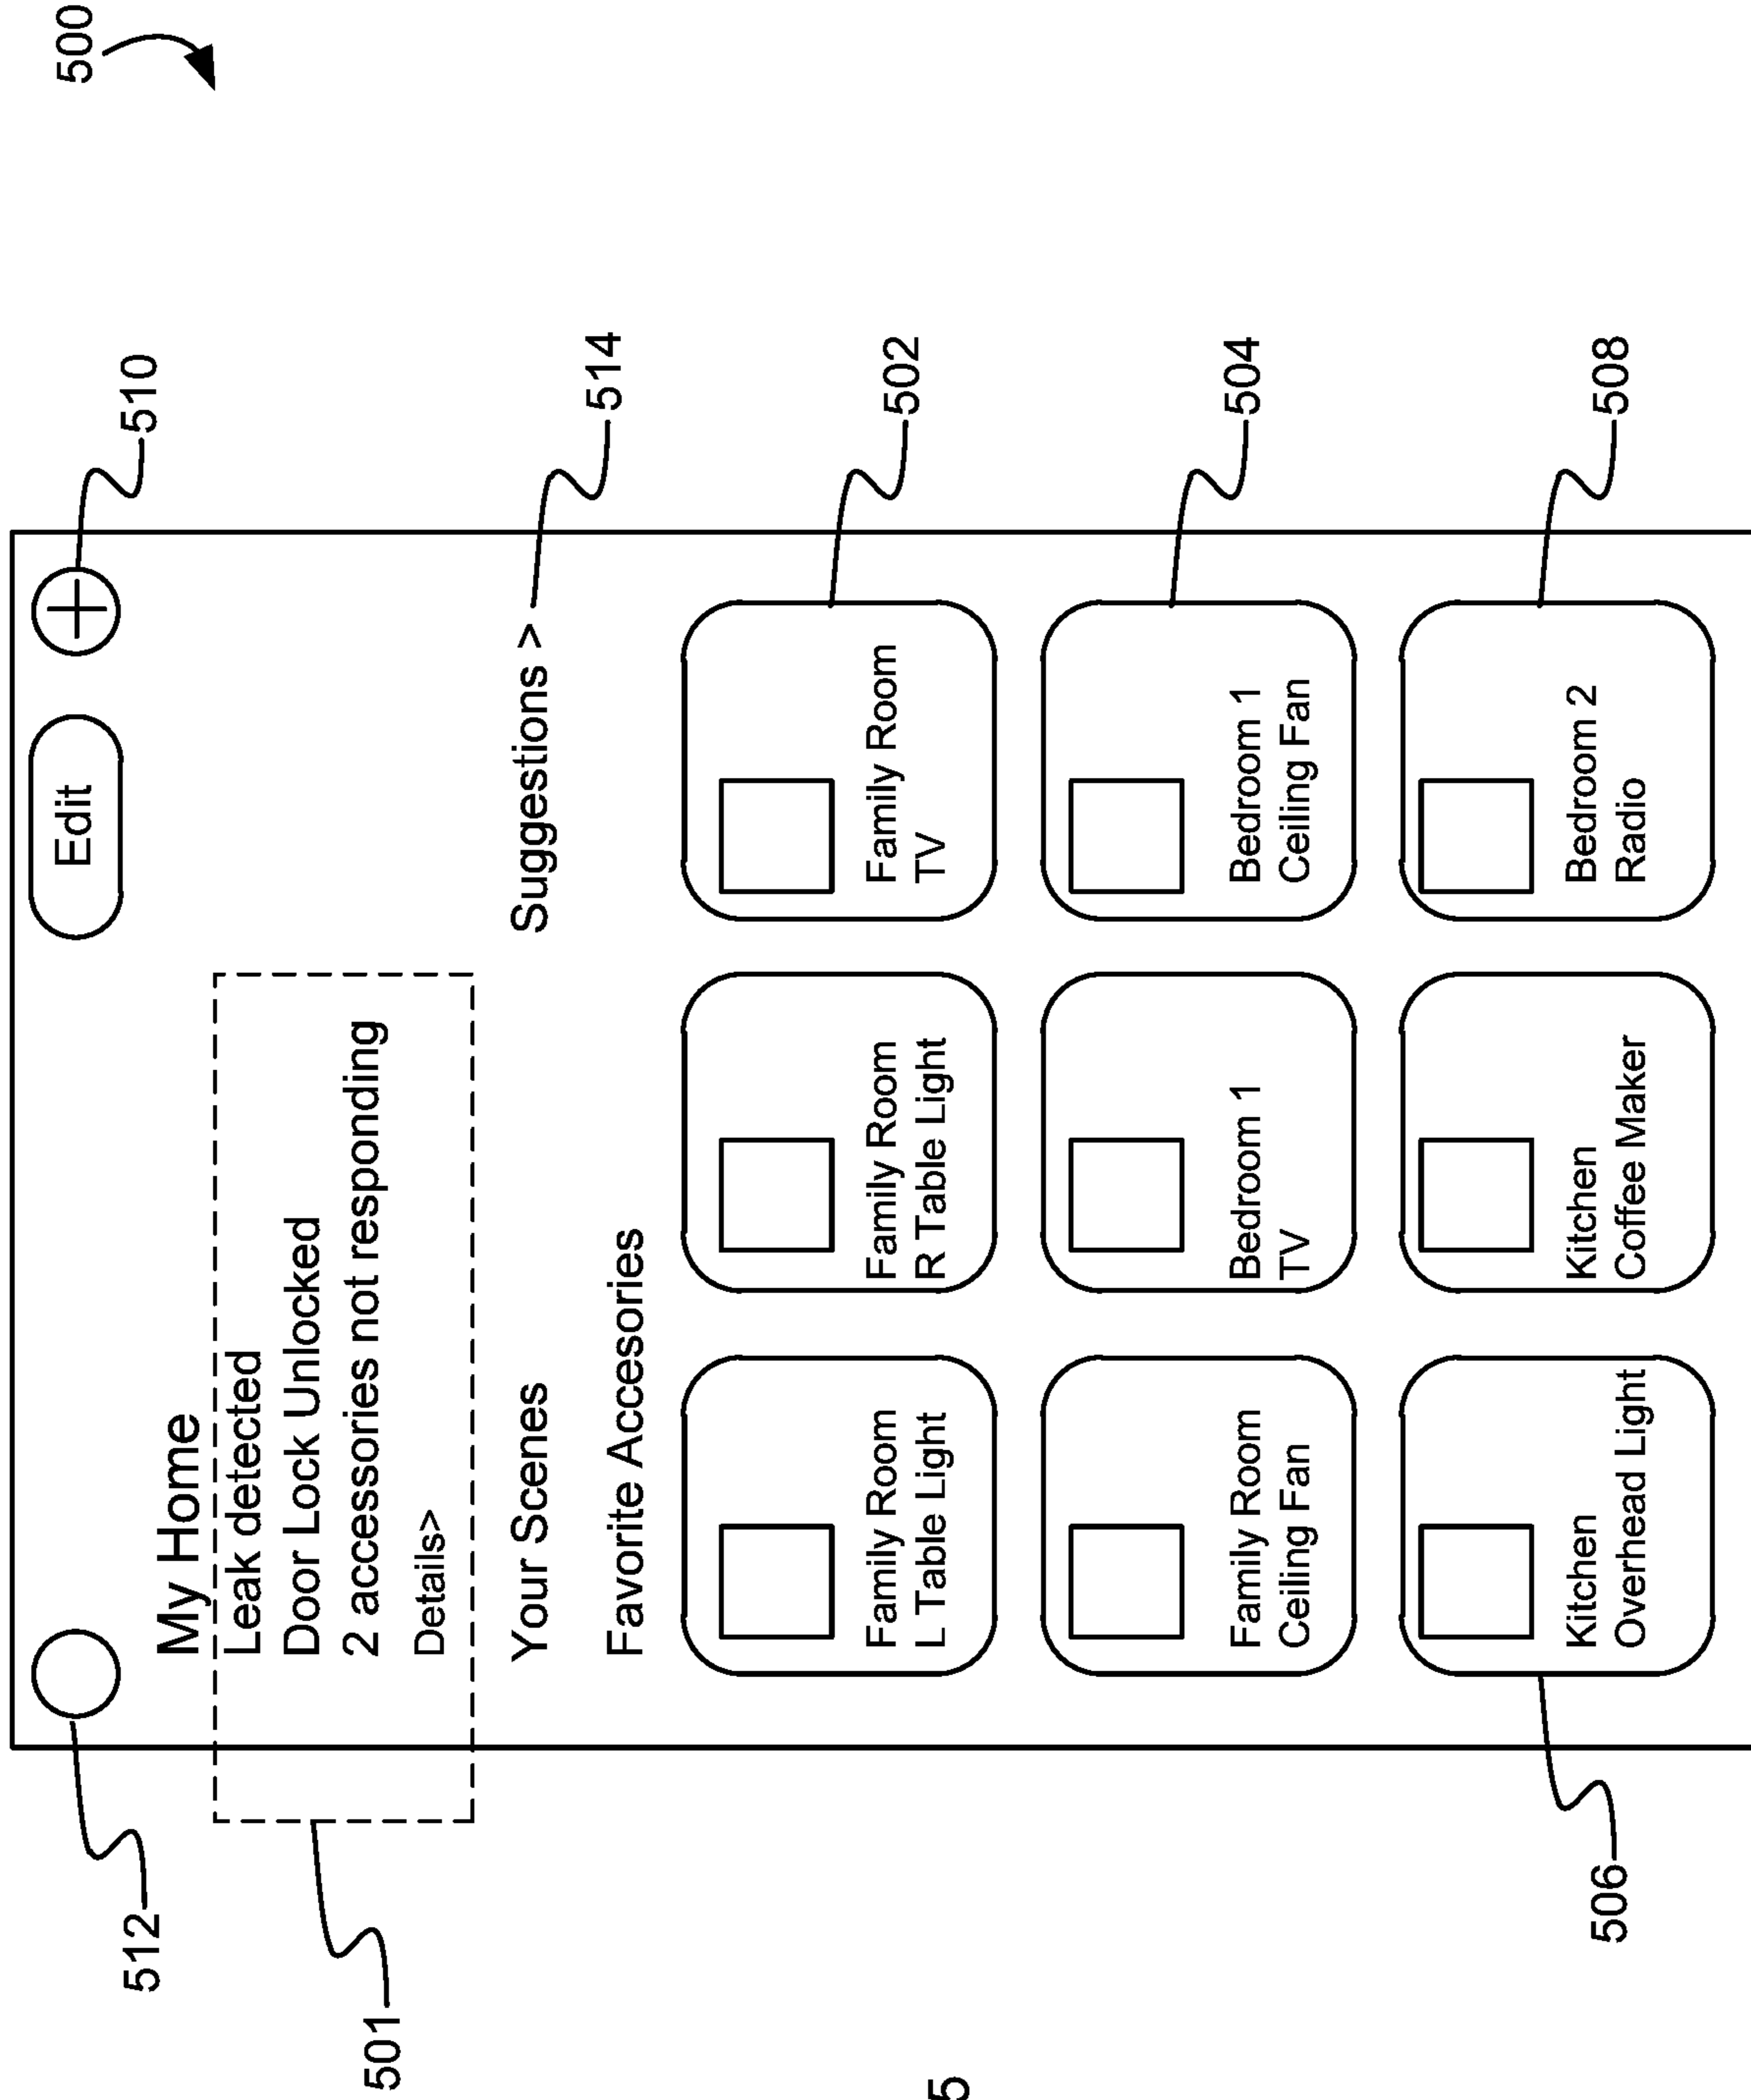 500
Edit
510
512
My Home
Leak detected
Door Lock Unlocked
2 accessories not responding
Details>
501
Your Scenes
Suggestions >
514
Favorite Accesories
Family Room
L Table Light
Family Room
R Table Light
Family Room
TV
502
Family Room
Ceiling Fan
Bedroom 1
TV
Bedroom 1
Ceiling Fan
504
Kitchen
Overhead Light
Kitchen
Coffee Maker
Bedroom 2
Radio
506
508
5